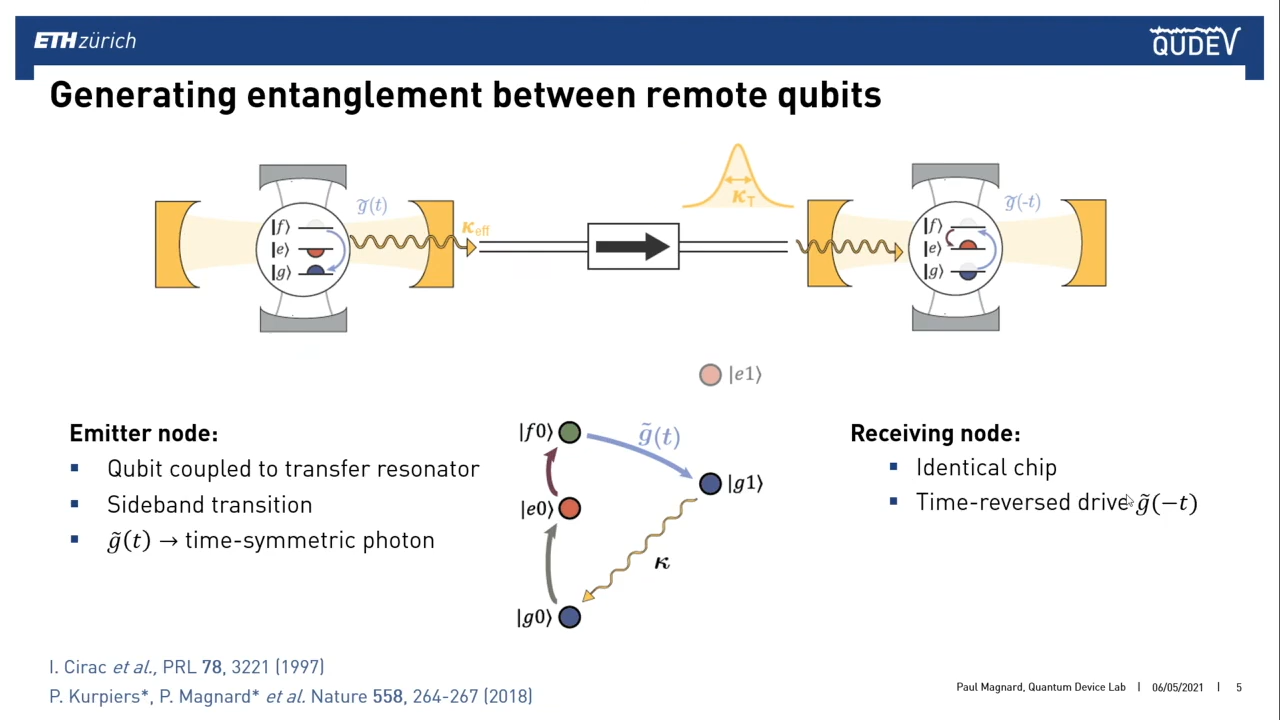 ETH zürich
QUDEV
Generating entanglement between remote qubits
g̃(t)
κ_eff
κ_T
g̃(-t)
|f⟩
|e⟩
|g⟩
|f⟩
|e⟩
|g⟩
|e1⟩
|f0⟩
g̃(t)
|g1⟩
|e0⟩
κ
|g0⟩
Emitter node:
▪ Qubit coupled to transfer resonator
▪ Sideband transition
▪ g̃(t) → time-symmetric photon
Receiving node:
▪ Identical chip
▪ Time-reversed drive g̃(−t)
I. Cirac et al., PRL 78, 3221 (1997)
P. Kurpiers*, P. Magnard* et al. Nature 558, 264-267 (2018)
Paul Magnard, Quantum Device Lab | 06/05/2021 | 5